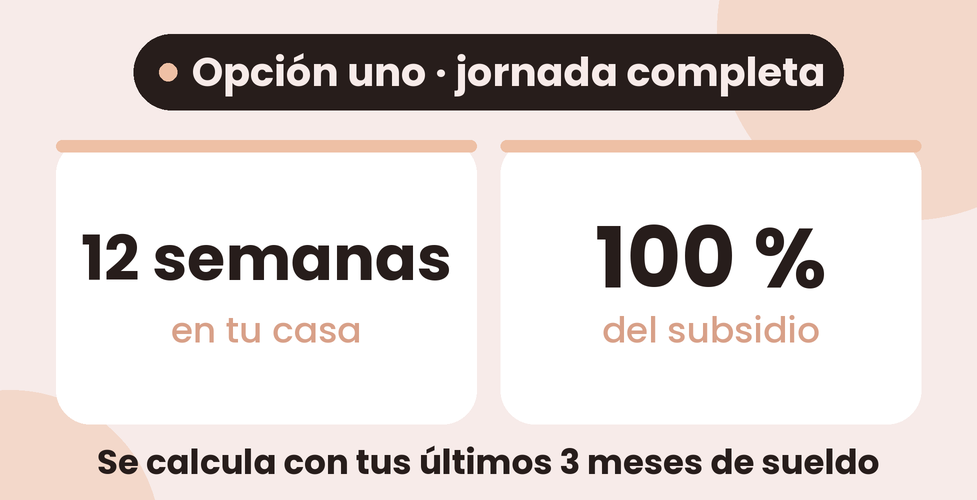 Opción uno · jornada completa
12 semanas
en tu casa
100 %
del subsidio
Se calcula con tus últimos 3 meses de sueldo